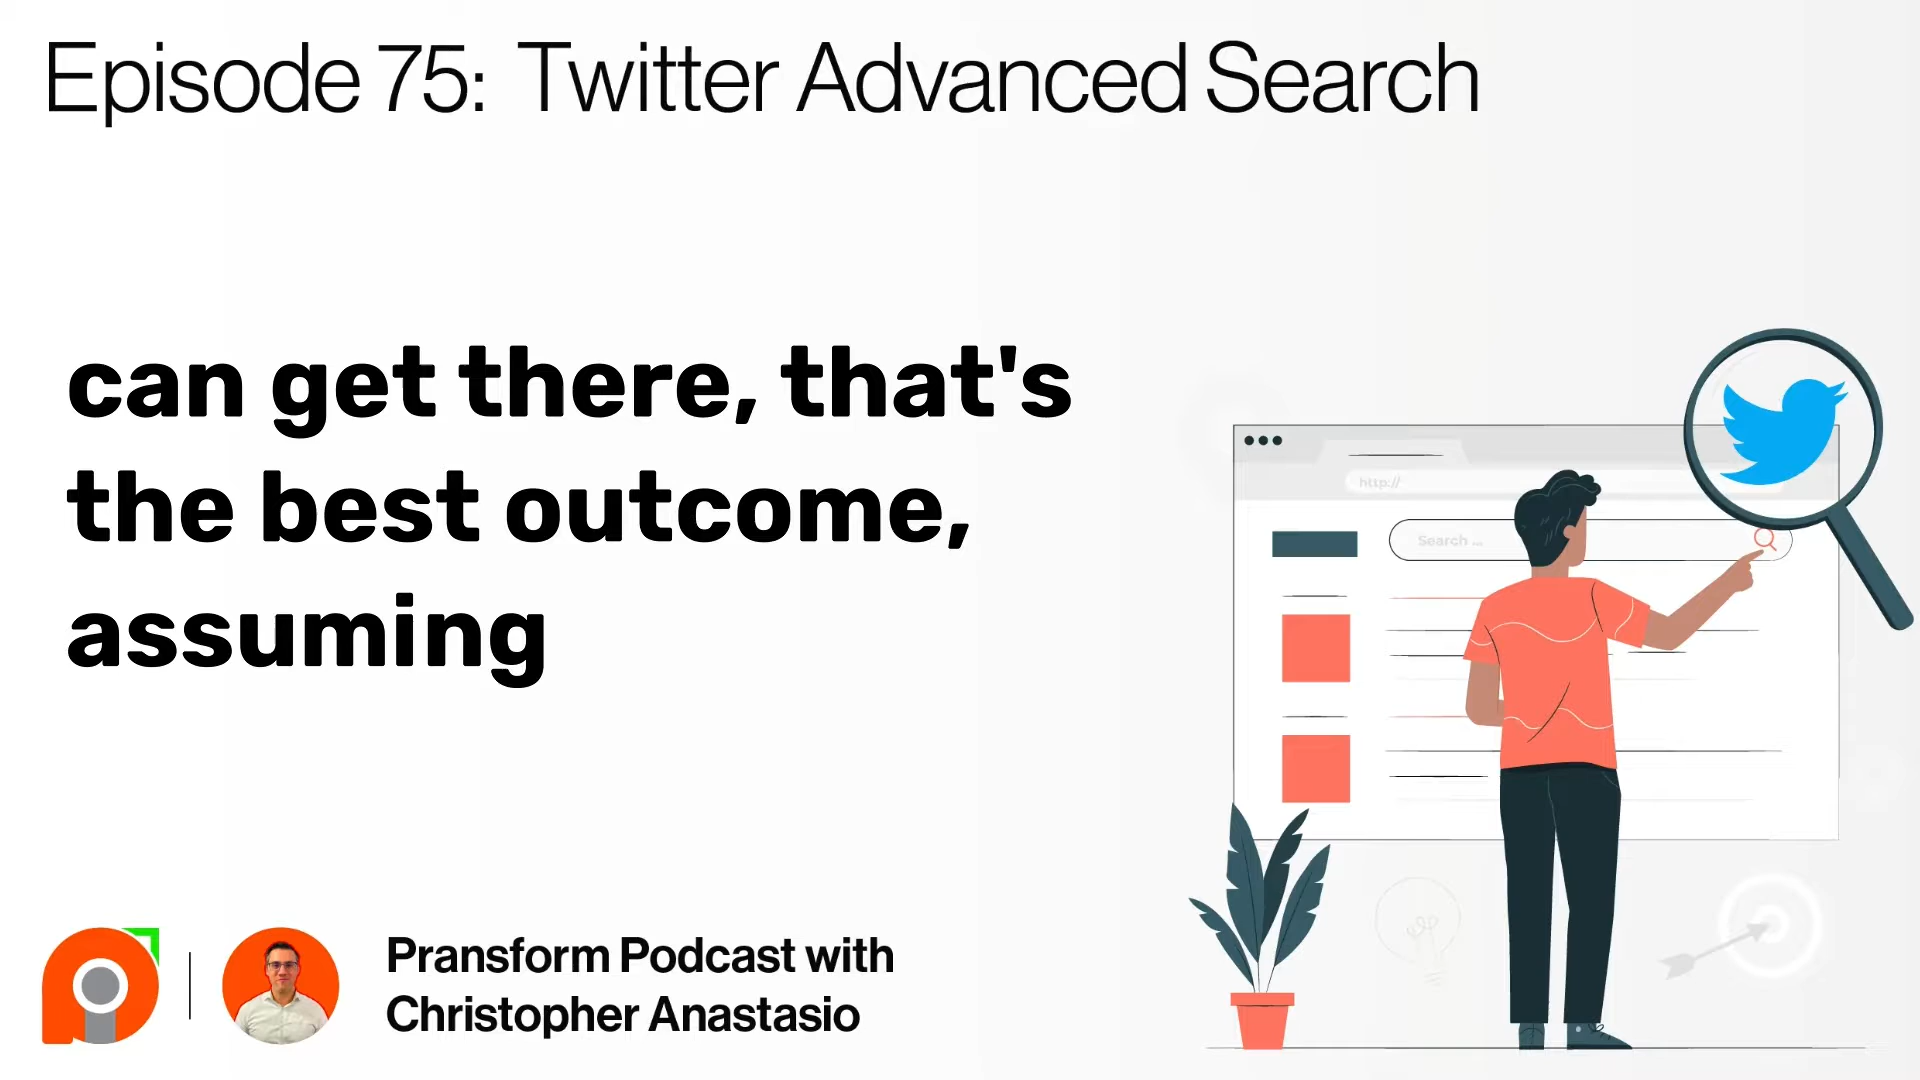 Episode 75: Twitter Advanced Search
can get there, that's
the best outcome,
assuming
http://
Search ...
Pransform Podcast with
Christopher Anastasio